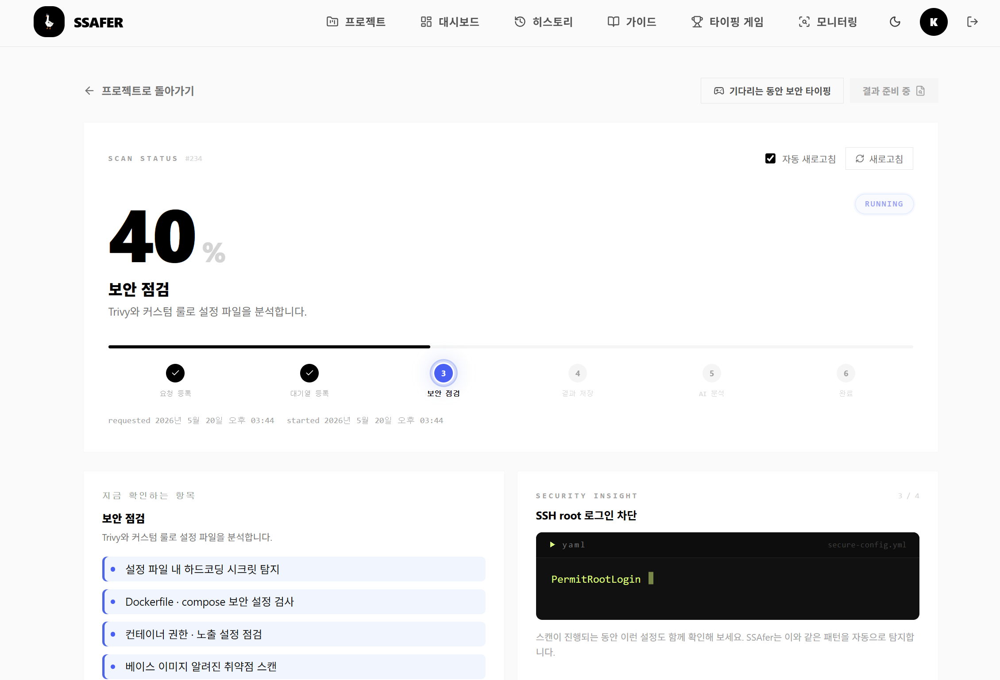 SSAFER
프로젝트
대시보드
히스토리
가이드
타이핑 게임
모니터링
K
프로젝트로 돌아가기
기다리는 동안 보안 타이핑
결과 준비 중
SCAN STATUS #234
자동 새로고침
새로고침
RUNNING
40 %
보안 점검
Trivy와 커스텀 룰로 설정 파일을 분석합니다.
3
4
5
6
요청 등록
대기열 등록
보안 점검
결과 저장
AI 분석
완료
requested 2026년 5월 20일 오후 03:44 started 2026년 5월 20일 오후 03:44
지금 확인하는 항목
보안 점검
Trivy와 커스텀 룰로 설정 파일을 분석합니다.
설정 파일 내 하드코딩 시크릿 탐지
Dockerfile · compose 보안 설정 검사
컨테이너 권한 · 노출 설정 점검
베이스 이미지 알려진 취약점 스캔
SECURITY INSIGHT
3 / 4
SSH root 로그인 차단
yaml
secure-config.yml
PermitRootLogin
스캔이 진행되는 동안 이런 설정도 함께 확인해 보세요. SSAfer는 이와 같은 패턴을 자동으로 탐지합
니다.